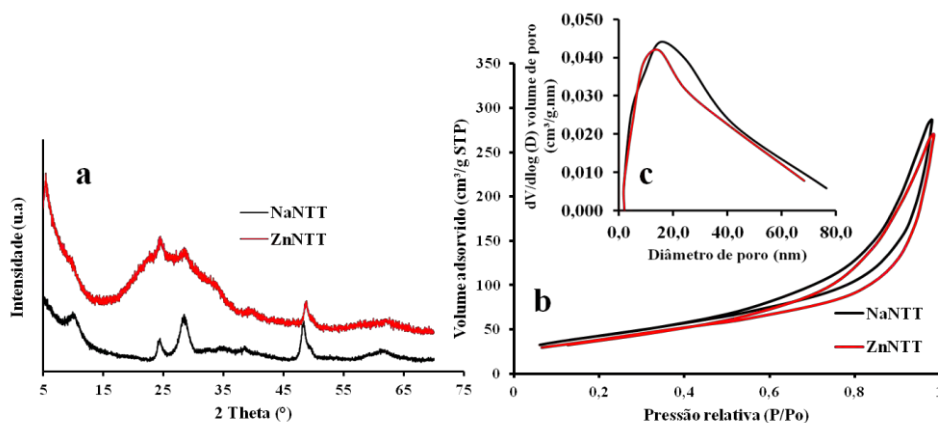 a
NaNTT
ZnNTT
Intensidade (u.a)
5
15
25
35
45
55
65
75
2 Theta (°)
Volume adsorvido (cm³/g STP)
350
300
250
200
150
100
50
0
b
NaNTT
ZnNTT
0
0,2
0,4
0,6
0,8
1
Pressão relativa (P/Po)
dV/dlog (D) volume de poro
(cm³/g.nm)
0,050
0,040
0,030
0,020
0,010
0,000
c
0,0
20,0
40,0
60,0
80,0
Diâmetro de poro (nm)